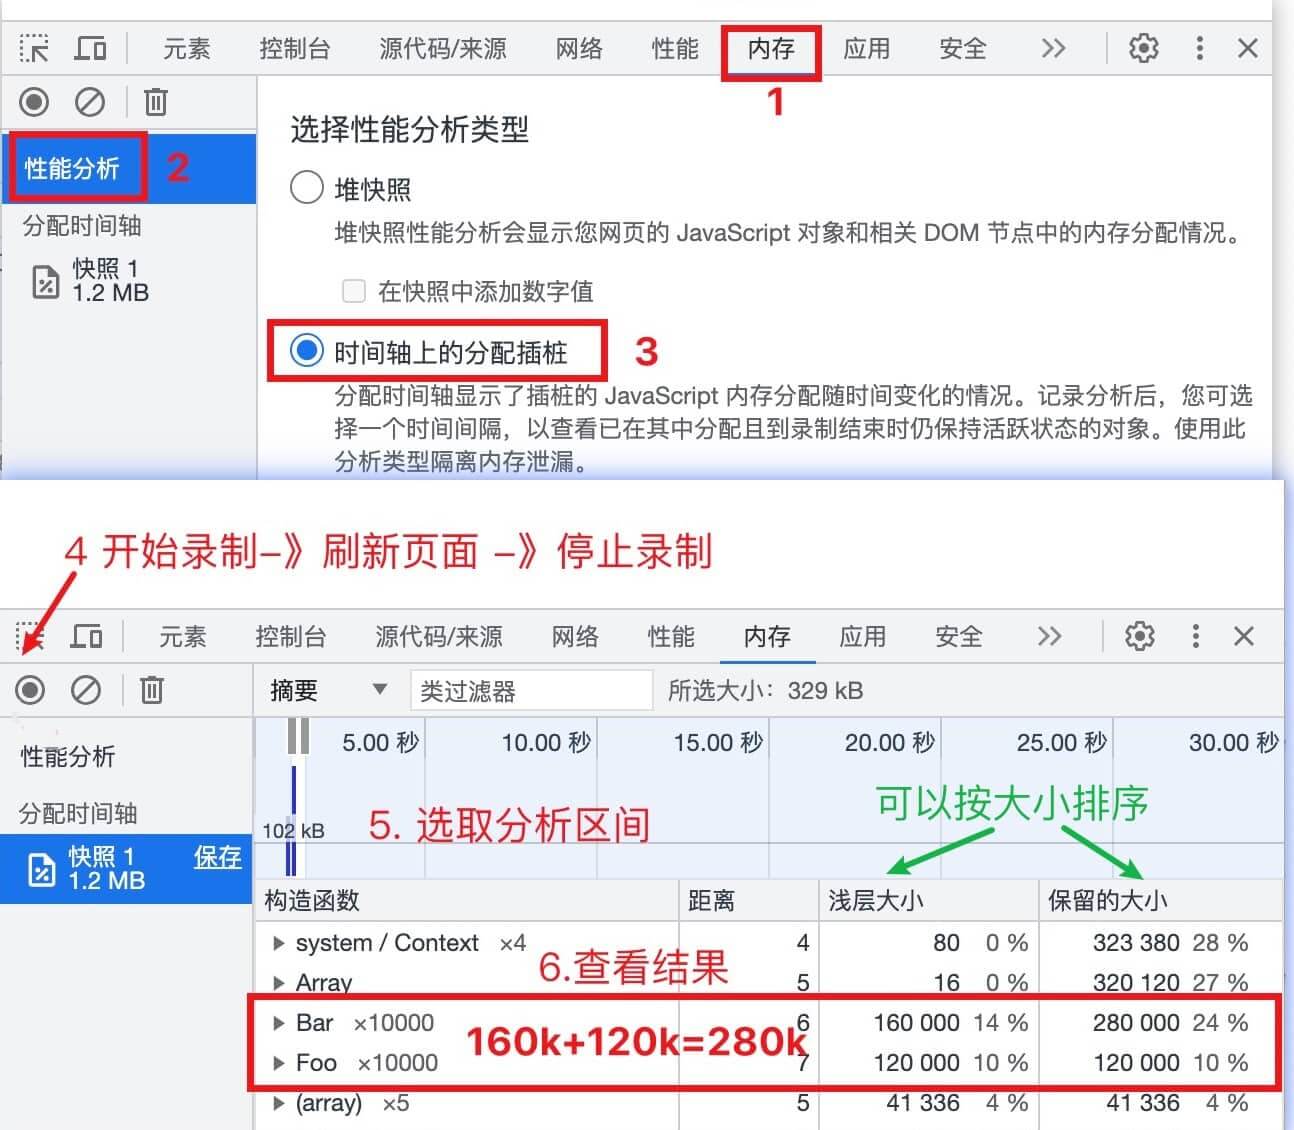 元素 控制台 源代码/来源 网络 性能 内存 应用 安全
1
选择性能分析类型
性能分析 2
堆快照
分配时间轴
堆快照性能分析会显示您网页的 JavaScript 对象和相关 DOM 节点中的内存分配情况。
快照 1
1.2 MB
在快照中添加数字值
时间轴上的分配插桩 3
分配时间轴显示了插桩的 JavaScript 内存分配随时间变化的情况。记录分析后，您可选
择一个时间间隔，以查看已在其中分配且到录制结束时仍保持活跃状态的对象。使用此
分析类型隔离内存泄漏。
4 开始录制-》刷新页面 -》停止录制
元素 控制台 源代码/来源 网络 性能 内存 应用 安全
摘要 类过滤器 所选大小：329 kB
5.00 秒 10.00 秒 15.00 秒 20.00 秒 25.00 秒 30.00 秒
性能分析
分配时间轴
可以按大小排序
102 kB
5. 选取分析区间
快照 1 保存
1.2 MB
构造函数 距离 浅层大小 保留的大小
system / Context ×4 4 80 0 % 323 380 28 %
6.查看结果
Array 5 16 0 % 320 120 27 %
Bar ×10000 6 160 000 14 % 280 000 24 %
160k+120k=280k
Foo ×10000 7 120 000 10 % 120 000 10 %
(array) ×5 5 41 336 4 % 41 336 4 %